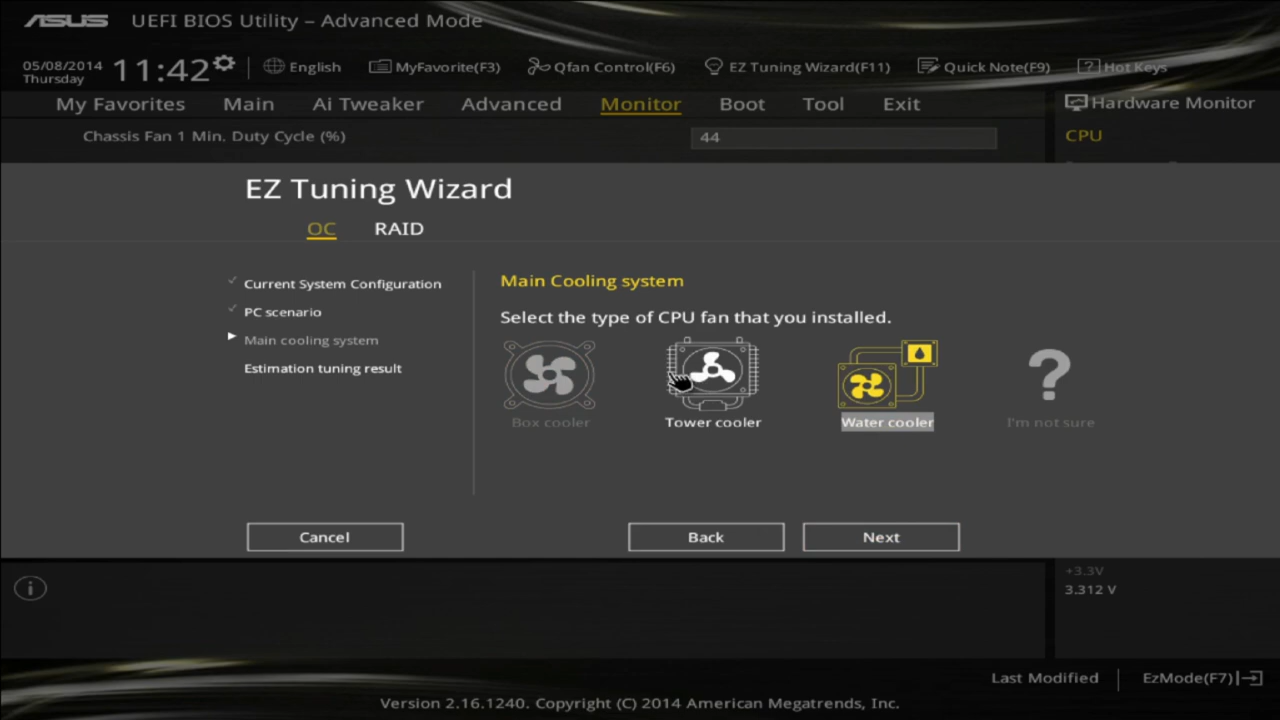 ASUS UEFI BIOS Utility – Advanced Mode
05/08/2014 Thursday 11:42 English MyFavorite(F3) Qfan Control(F6) EZ Tuning Wizard(F11) Quick Note(F9) ? Hot Keys
My Favorites Main Ai Tweaker Advanced Monitor Boot Tool Exit Hardware Monitor
Chassis Fan 1 Min. Duty Cycle (%) 44 CPU
EZ Tuning Wizard
OC RAID
Current System Configuration
PC scenario
Main cooling system
Estimation tuning result
Main Cooling system
Select the type of CPU fan that you installed.
Box cooler Tower cooler Water cooler ? I'm not sure
Cancel Back Next
+3.3V
3.312 V
Last Modified EzMode(F7)
Version 2.16.1240. Copyright (C) 2014 American Megatrends, Inc.